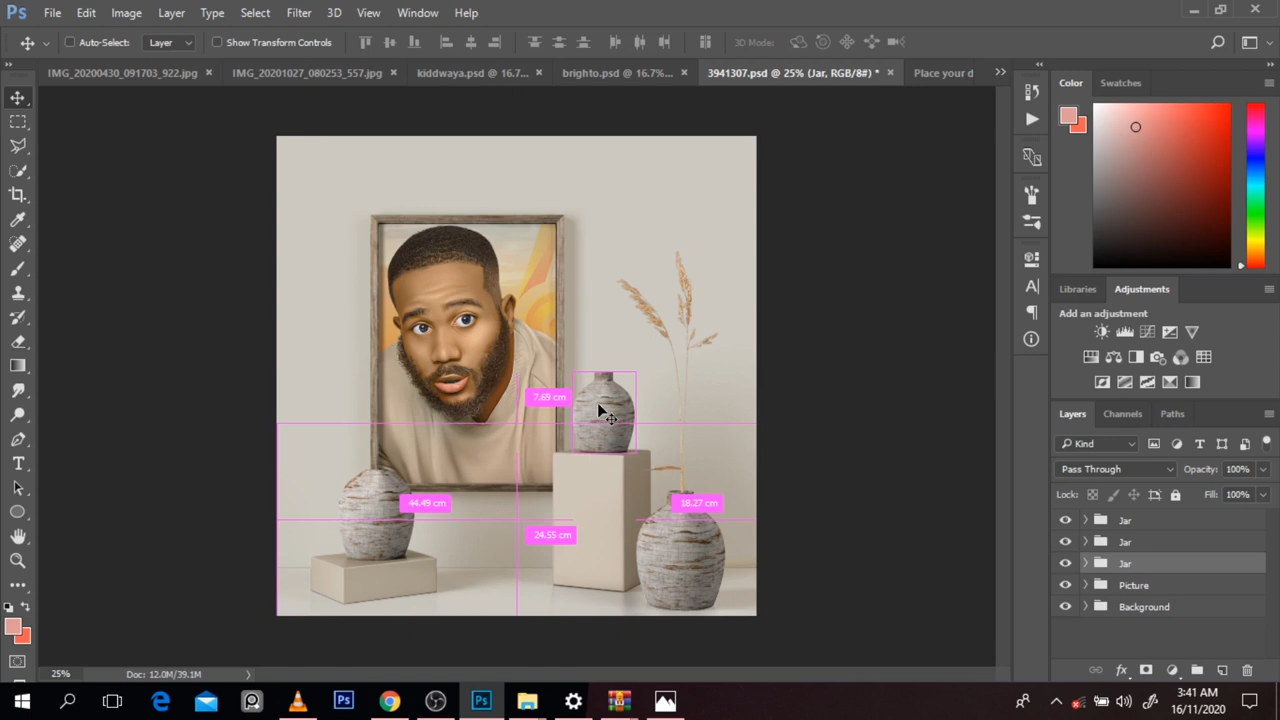 Ps File Edit Image Layer Type Select Filter 3D View Window Help
Auto-Select: Layer Show Transform Controls 3D Mode:
IMG_20200430_091703_922.jpg × IMG_20201027_080253_557.jpg × kiddwaya.psd @ 16.7... × brighto.psd @ 16.7%... × 3941307.psd @ 25% (Jar, RGB/8#) * × Place your d
Color Swatches
Libraries Adjustments
Add an adjustment
Layers Channels Paths
Kind
Pass Through Opacity: 100%
Lock: Fill: 100%
Jar
Jar
Jar
Picture
Background
7.69 cm
44.49 cm
18.27 cm
24.55 cm
25% Doc: 12.0M/39.1M
Ps Ps
3:41 AM
16/11/2020